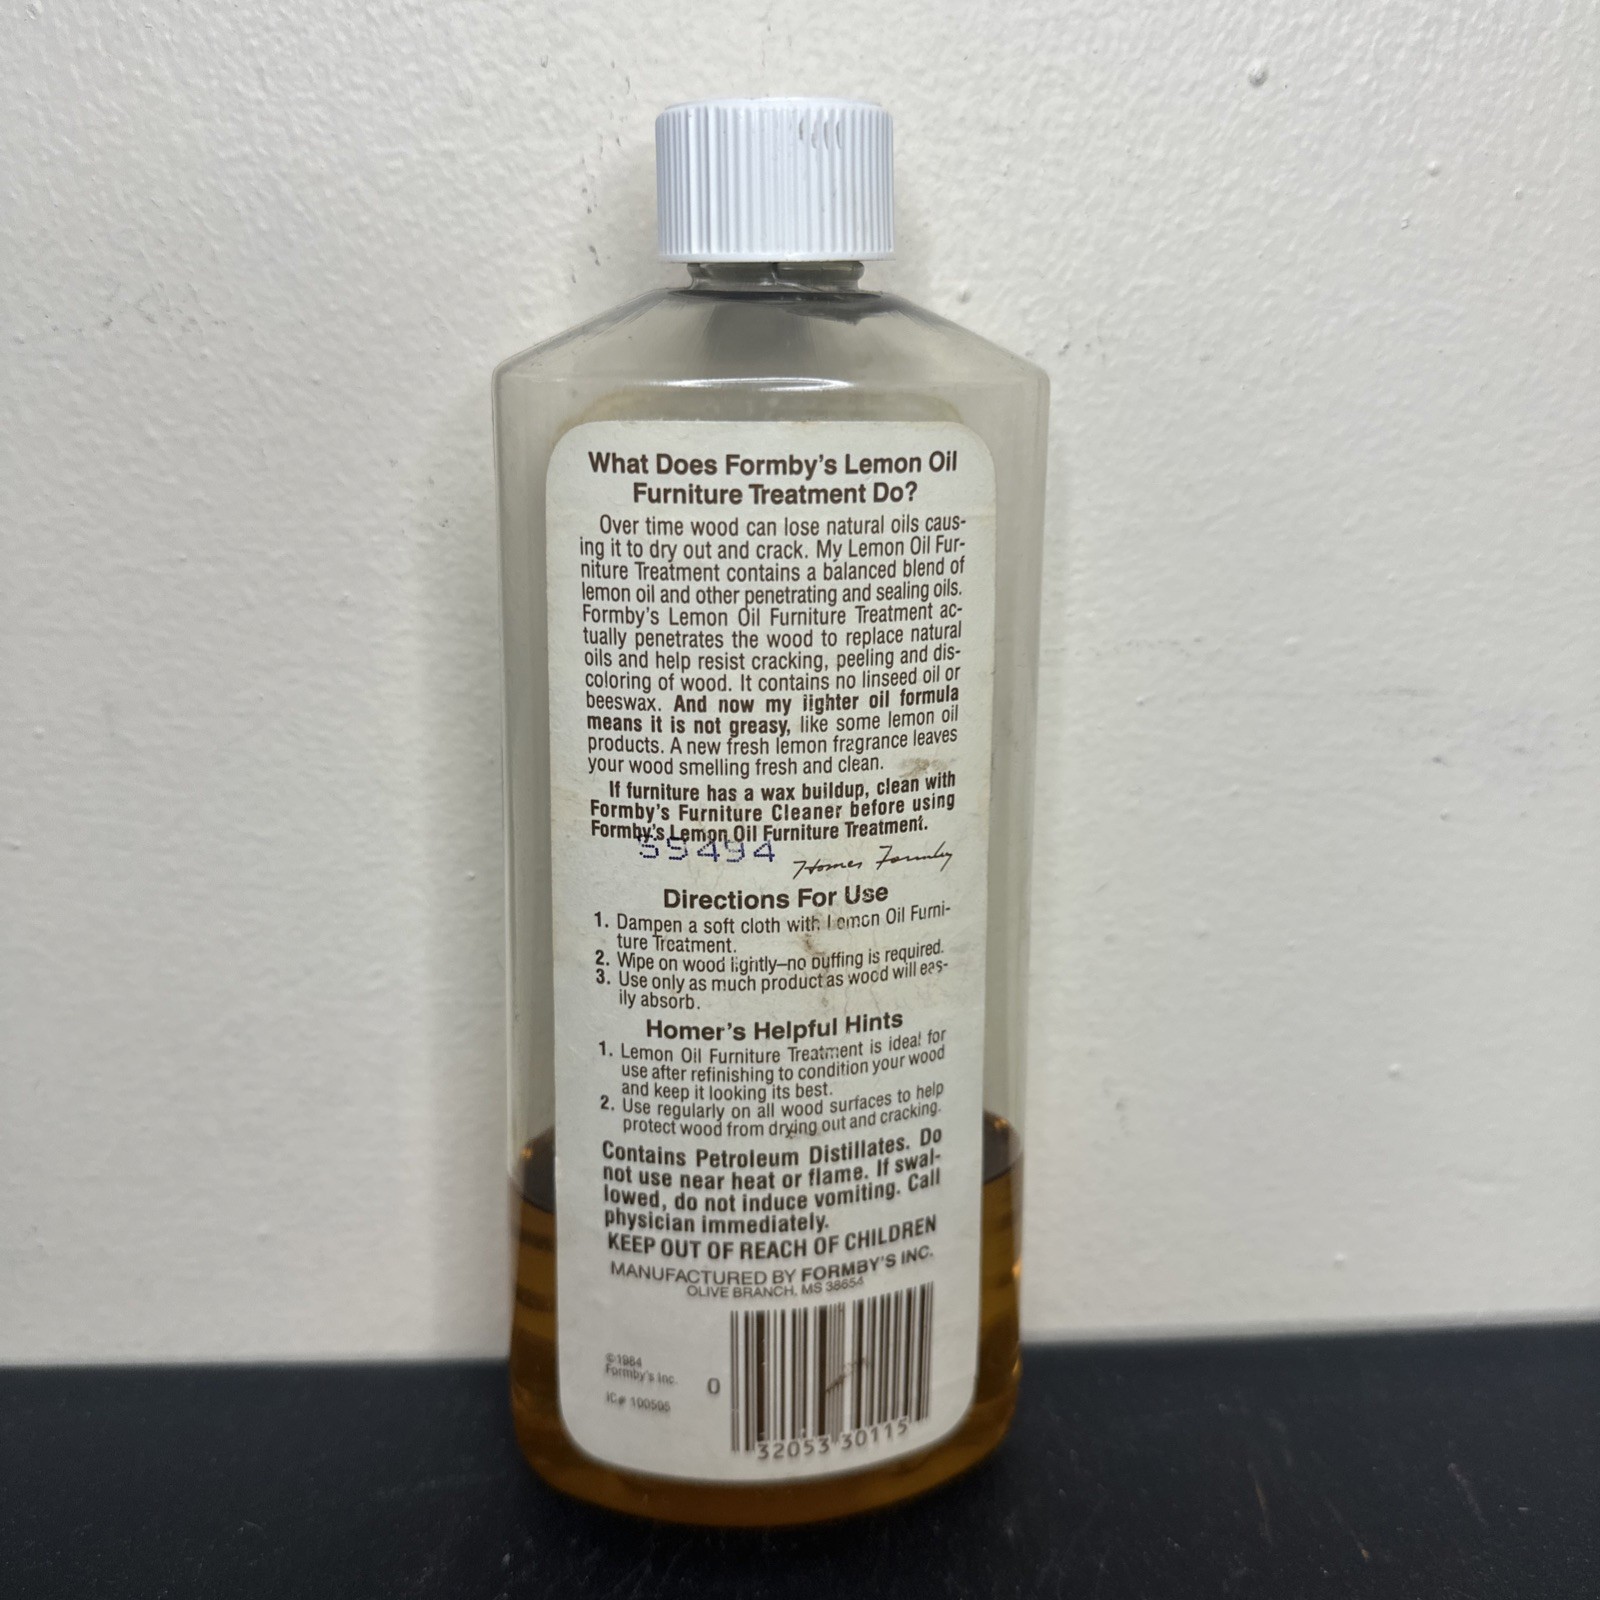 What Does Formby's Lemon Oil
Furniture Treatment Do?
Over time wood can lose natural oils caus-
ing it to dry out and crack. My Lemon Oil Fur-
niture Treatment contains a balanced blend of
lemon oil and other penetrating and sealing oils.
Formby's Lemon Oil Furniture Treatment ac-
tually penetrates the wood to replace natural
oils and help resist cracking, peeling and dis-
coloring of wood. It contains no linseed oil or
beeswax. And now my lighter oil formula
means it is not greasy, like some lemon oil
products. A new fresh lemon fragrance leaves
your wood smelling fresh and clean.
If furniture has a wax buildup, clean with
Formby's Furniture Cleaner before using
Formby's Lemon Oil Furniture Treatment.
59494
Homer Formby
Directions For Use
1. Dampen a soft cloth with Lemon Oil Furni-
ture Treatment.
2. Wipe on wood lightly–no buffing is required.
3. Use only as much product as wood will eas-
ily absorb.
Homer's Helpful Hints
1. Lemon Oil Furniture Treatment is ideal for
use after refinishing to condition your wood
and keep it looking its best.
2. Use regularly on all wood surfaces to help
protect wood from drying out and cracking.
Contains Petroleum Distillates. Do
not use near heat or flame. If swal-
lowed, do not induce vomiting. Call
physician immediately.
KEEP OUT OF REACH OF CHILDREN
MANUFACTURED BY FORMBY'S INC.
OLIVE BRANCH, MS 38654
©1984
Formby's Inc.
IC# 100505
0 32053 30115